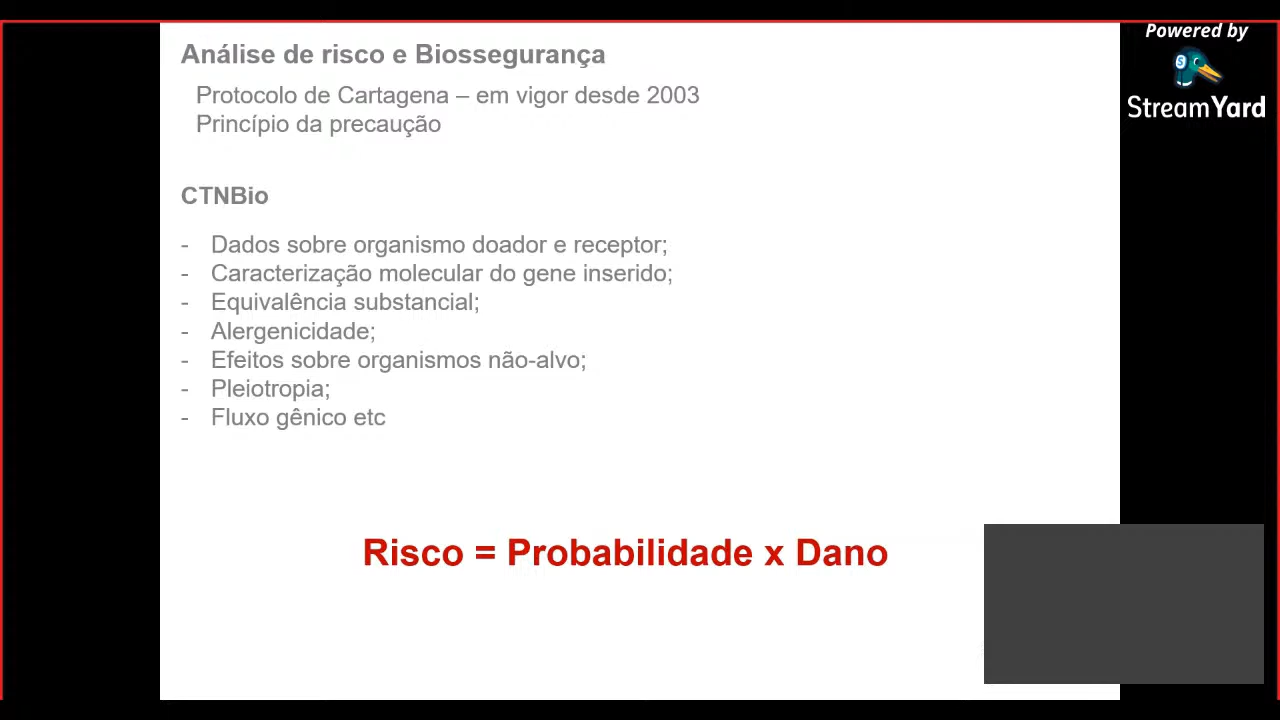 Powered by
StreamYard
Análise de risco e Biossegurança
Protocolo de Cartagena – em vigor desde 2003
Princípio da precaução
CTNBio
- Dados sobre organismo doador e receptor;
- Caracterização molecular do gene inserido;
- Equivalência substancial;
- Alergenicidade;
- Efeitos sobre organismos não-alvo;
- Pleiotropia;
- Fluxo gênico etc
Risco = Probabilidade x Dano